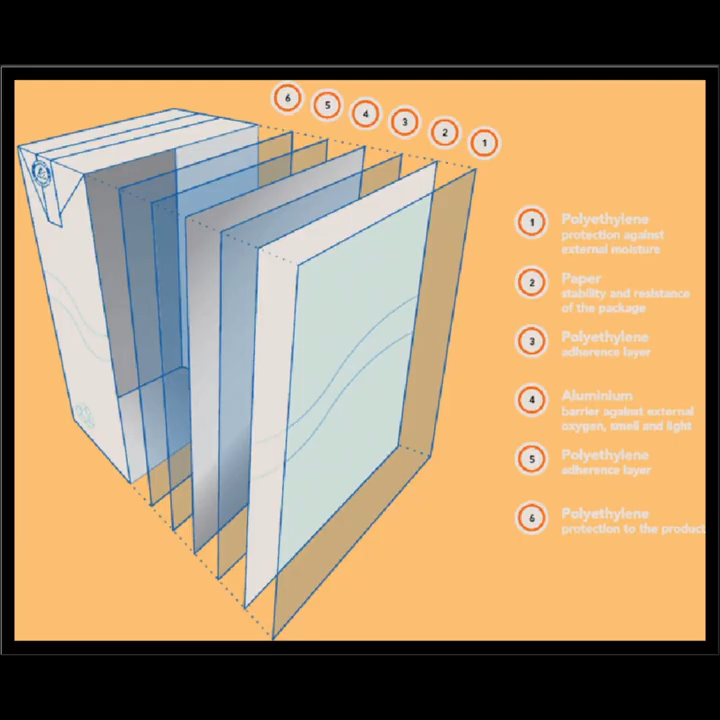 6 5 4 3 2 1
1 Polyethylene
protection against
external moisture
2 Paper
stability and resistance
of the package
3 Polyethylene
adherence layer
4 Aluminium
barrier against external
oxygen, smell and light
5 Polyethylene
adherence layer
6 Polyethylene
protection to the product